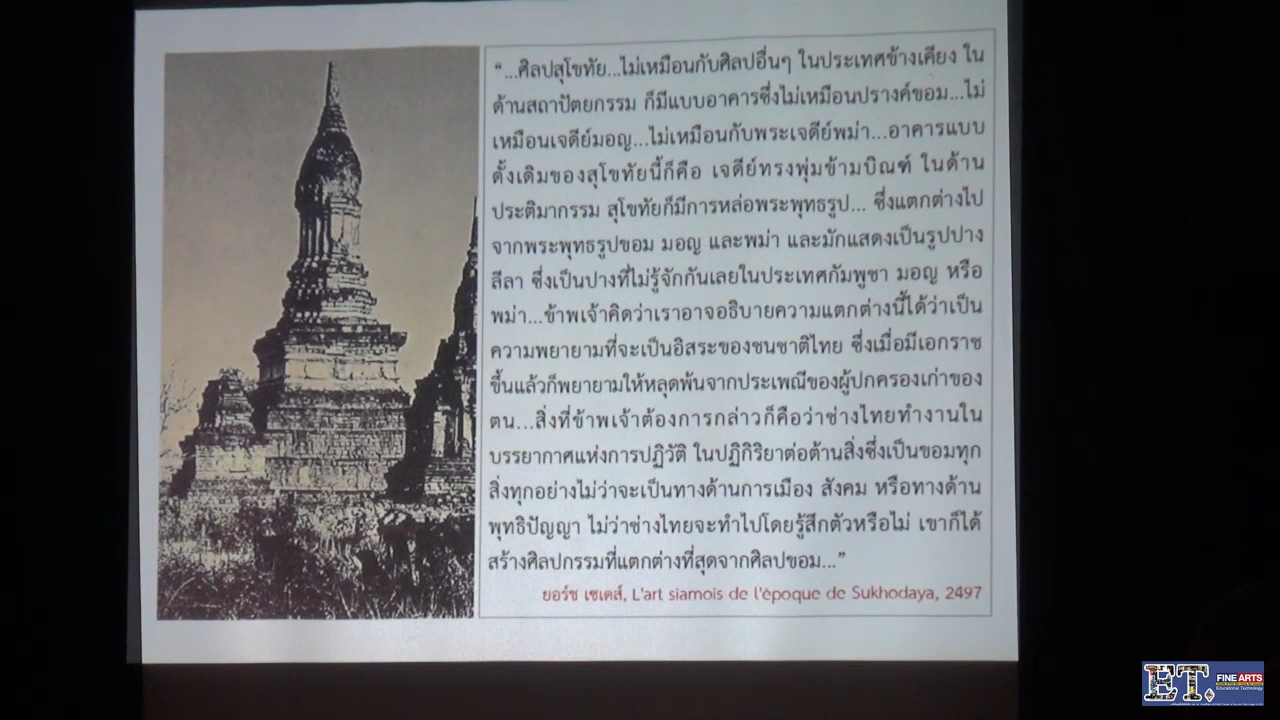 “...ศิลปสุโขทัย...ไม่เหมือนกับศิลปอื่นๆ ในประเทศข้างเคียง ใน
ด้านสถาปัตยกรรม ก็มีแบบอาคารซึ่งไม่เหมือนปรางค์ขอม...ไม่
เหมือนเจดีย์มอญ...ไม่เหมือนกับพระเจดีย์พม่า...อาคารแบบ
ดั้งเดิมของสุโขทัยนี้ก็คือ เจดีย์ทรงพุ่มข้ามบิณฑ์ ในด้าน
ประติมากรรม สุโขทัยก็มีการหล่อพระพุทธรูป... ซึ่งแตกต่างไป
จากพระพุทธรูปขอม มอญ และพม่า และมักแสดงเป็นรูปปาง
ลีลา ซึ่งเป็นปางที่ไม่รู้จักกันเลยในประเทศกัมพูชา มอญ หรือ
พม่า...ข้าพเจ้าคิดว่าเราอาจอธิบายความแตกต่างนี้ได้ว่าเป็น
ความพยายามที่จะเป็นอิสระของชนชาติไทย ซึ่งเมื่อมีเอกราช
ขึ้นแล้วก็พยายามให้หลุดพ้นจากประเพณีของผู้ปกครองเก่าของ
ตน...สิ่งที่ข้าพเจ้าต้องการกล่าวก็คือว่าช่างไทยทำงานใน
บรรยากาศแห่งการปฏิวัติ ในปฏิกิริยาต่อต้านสิ่งซึ่งเป็นขอมทุก
สิ่งทุกอย่างไม่ว่าจะเป็นทางด้านการเมือง สังคม หรือทางด้าน
พุทธิปัญญา ไม่ว่าช่างไทยจะทำไปโดยรู้สึกตัวหรือไม่ เขาก็ได้
สร้างศิลปกรรมที่แตกต่างที่สุดจากศิลปขอม...”
ยอร์ช เซเดส์, L'art siamois de l'époque de Sukhodaya, 2497
ET.
FINE ARTS
Educational Technology